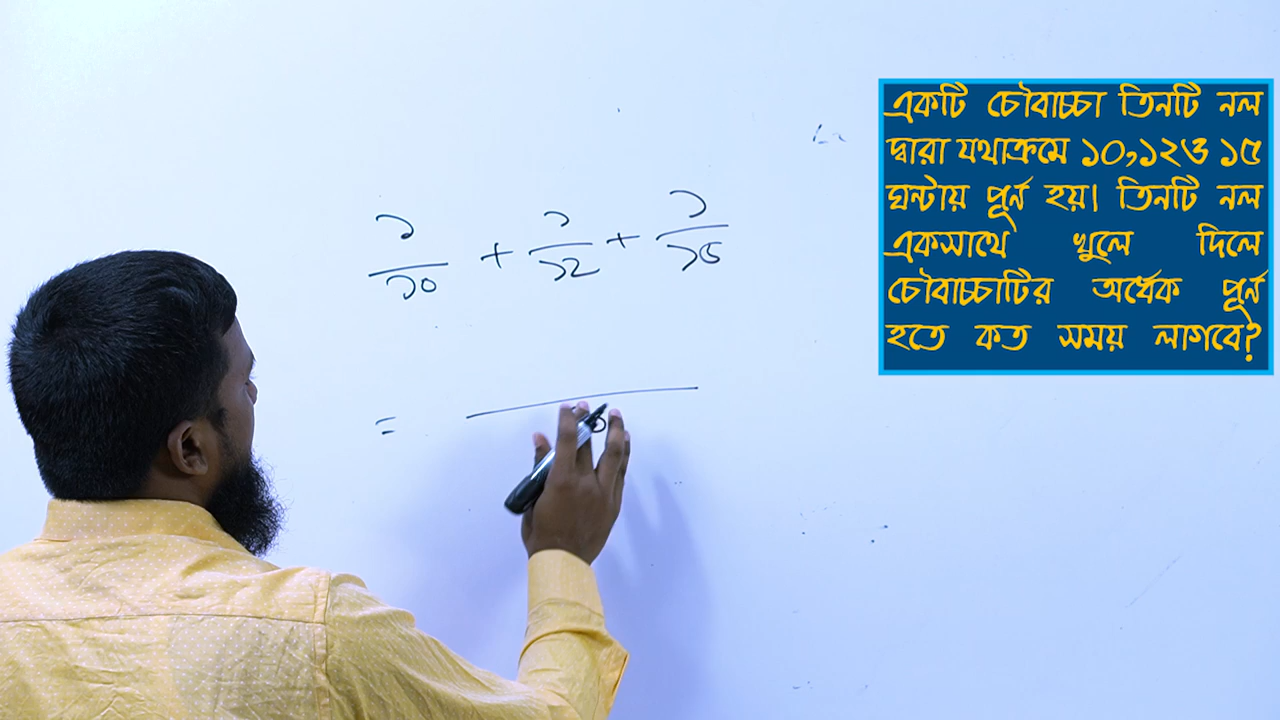 একটি চৌবাচ্চা তিনটি নল
দ্বারা যথাক্রমে ১০,১২ও ১৫
ঘন্টায় পূর্ন হয়। তিনটি নল
একসাথে খুলে দিলে
চৌবাচ্চাটির অর্ধেক পূর্ন
হতে কত সময় লাগবে?
১/১০ + ১/১২ + ১/১৫
=